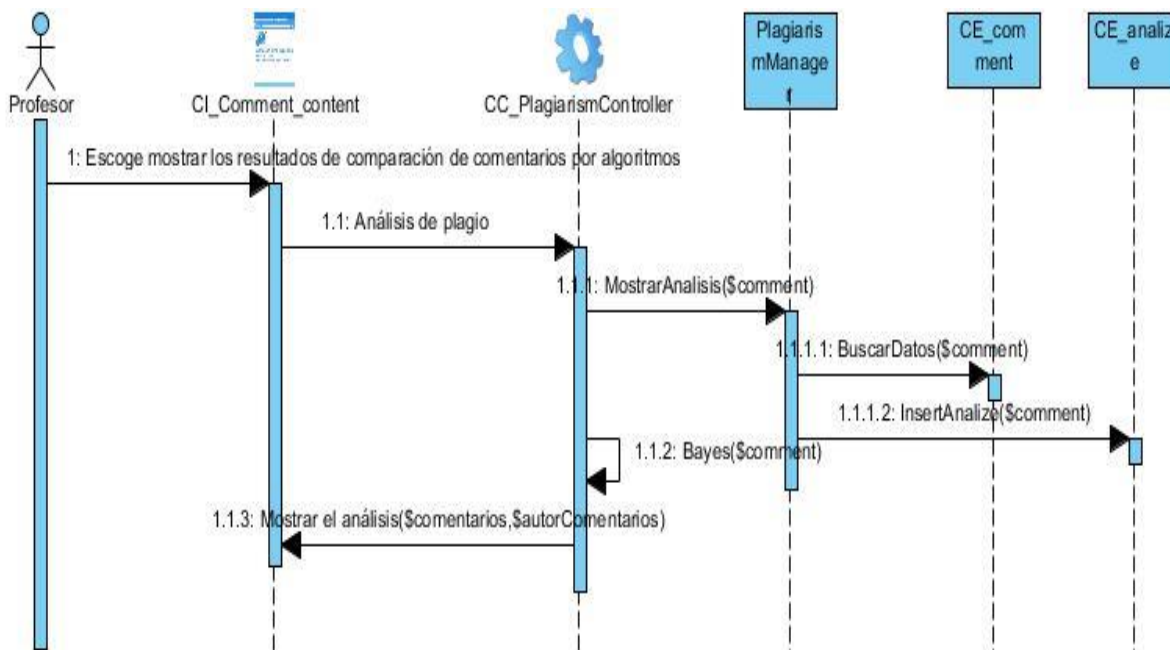 Profesor
CI_Comment_content
CC_PlagiarismController
Plagiaris
mManage
r
CE_com
ment
CE_analiz
e
1: Escoge mostrar los resultados de comparación de comentarios por algoritmos
1.1: Análisis de plagio
1.1.1: MostrarAnalisis($comment)
1.1.1.1: BuscarDatos($comment)
1.1.1.2: InsertAnalize($comment)
1.1.2: Bayes($comment)
1.1.3: Mostrar el análisis($comentarios,$autorComentarios)